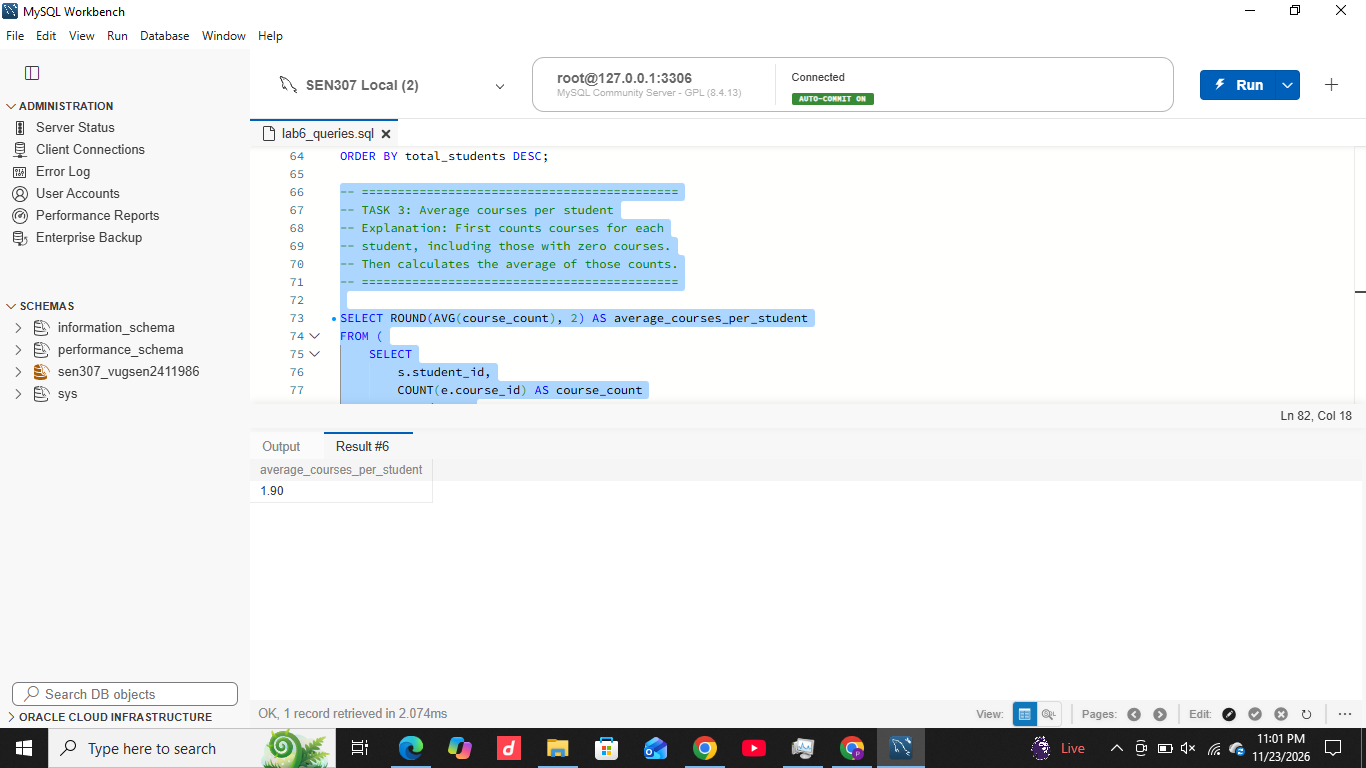 MySQL Workbench
File Edit View Run Database Window Help
SEN307 Local (2)
root@127.0.0.1:3306
MySQL Community Server - GPL (8.4.13)
Connected
AUTO-COMMIT ON
Run
ADMINISTRATION
Server Status
Client Connections
Error Log
User Accounts
Performance Reports
Enterprise Backup
SCHEMAS
information_schema
performance_schema
sen307_vugsen2411986
sys
Search DB objects
ORACLE CLOUD INFRASTRUCTURE
lab6_queries.sql
64 ORDER BY total_students DESC;
65
66 -- ============================================
67 -- TASK 3: Average courses per student
68 -- Explanation: First counts courses for each
69 -- student, including those with zero courses.
70 -- Then calculates the average of those counts.
71 -- ============================================
72
73 SELECT ROUND(AVG(course_count), 2) AS average_courses_per_student
74 FROM (
75 SELECT
76 s.student_id,
77 COUNT(e.course_id) AS course_count
Ln 82, Col 18
Output Result #6
average_courses_per_student
1.90
OK, 1 record retrieved in 2.074ms
View: Pages: Edit:
Type here to search
Live
11:01 PM
11/23/2026